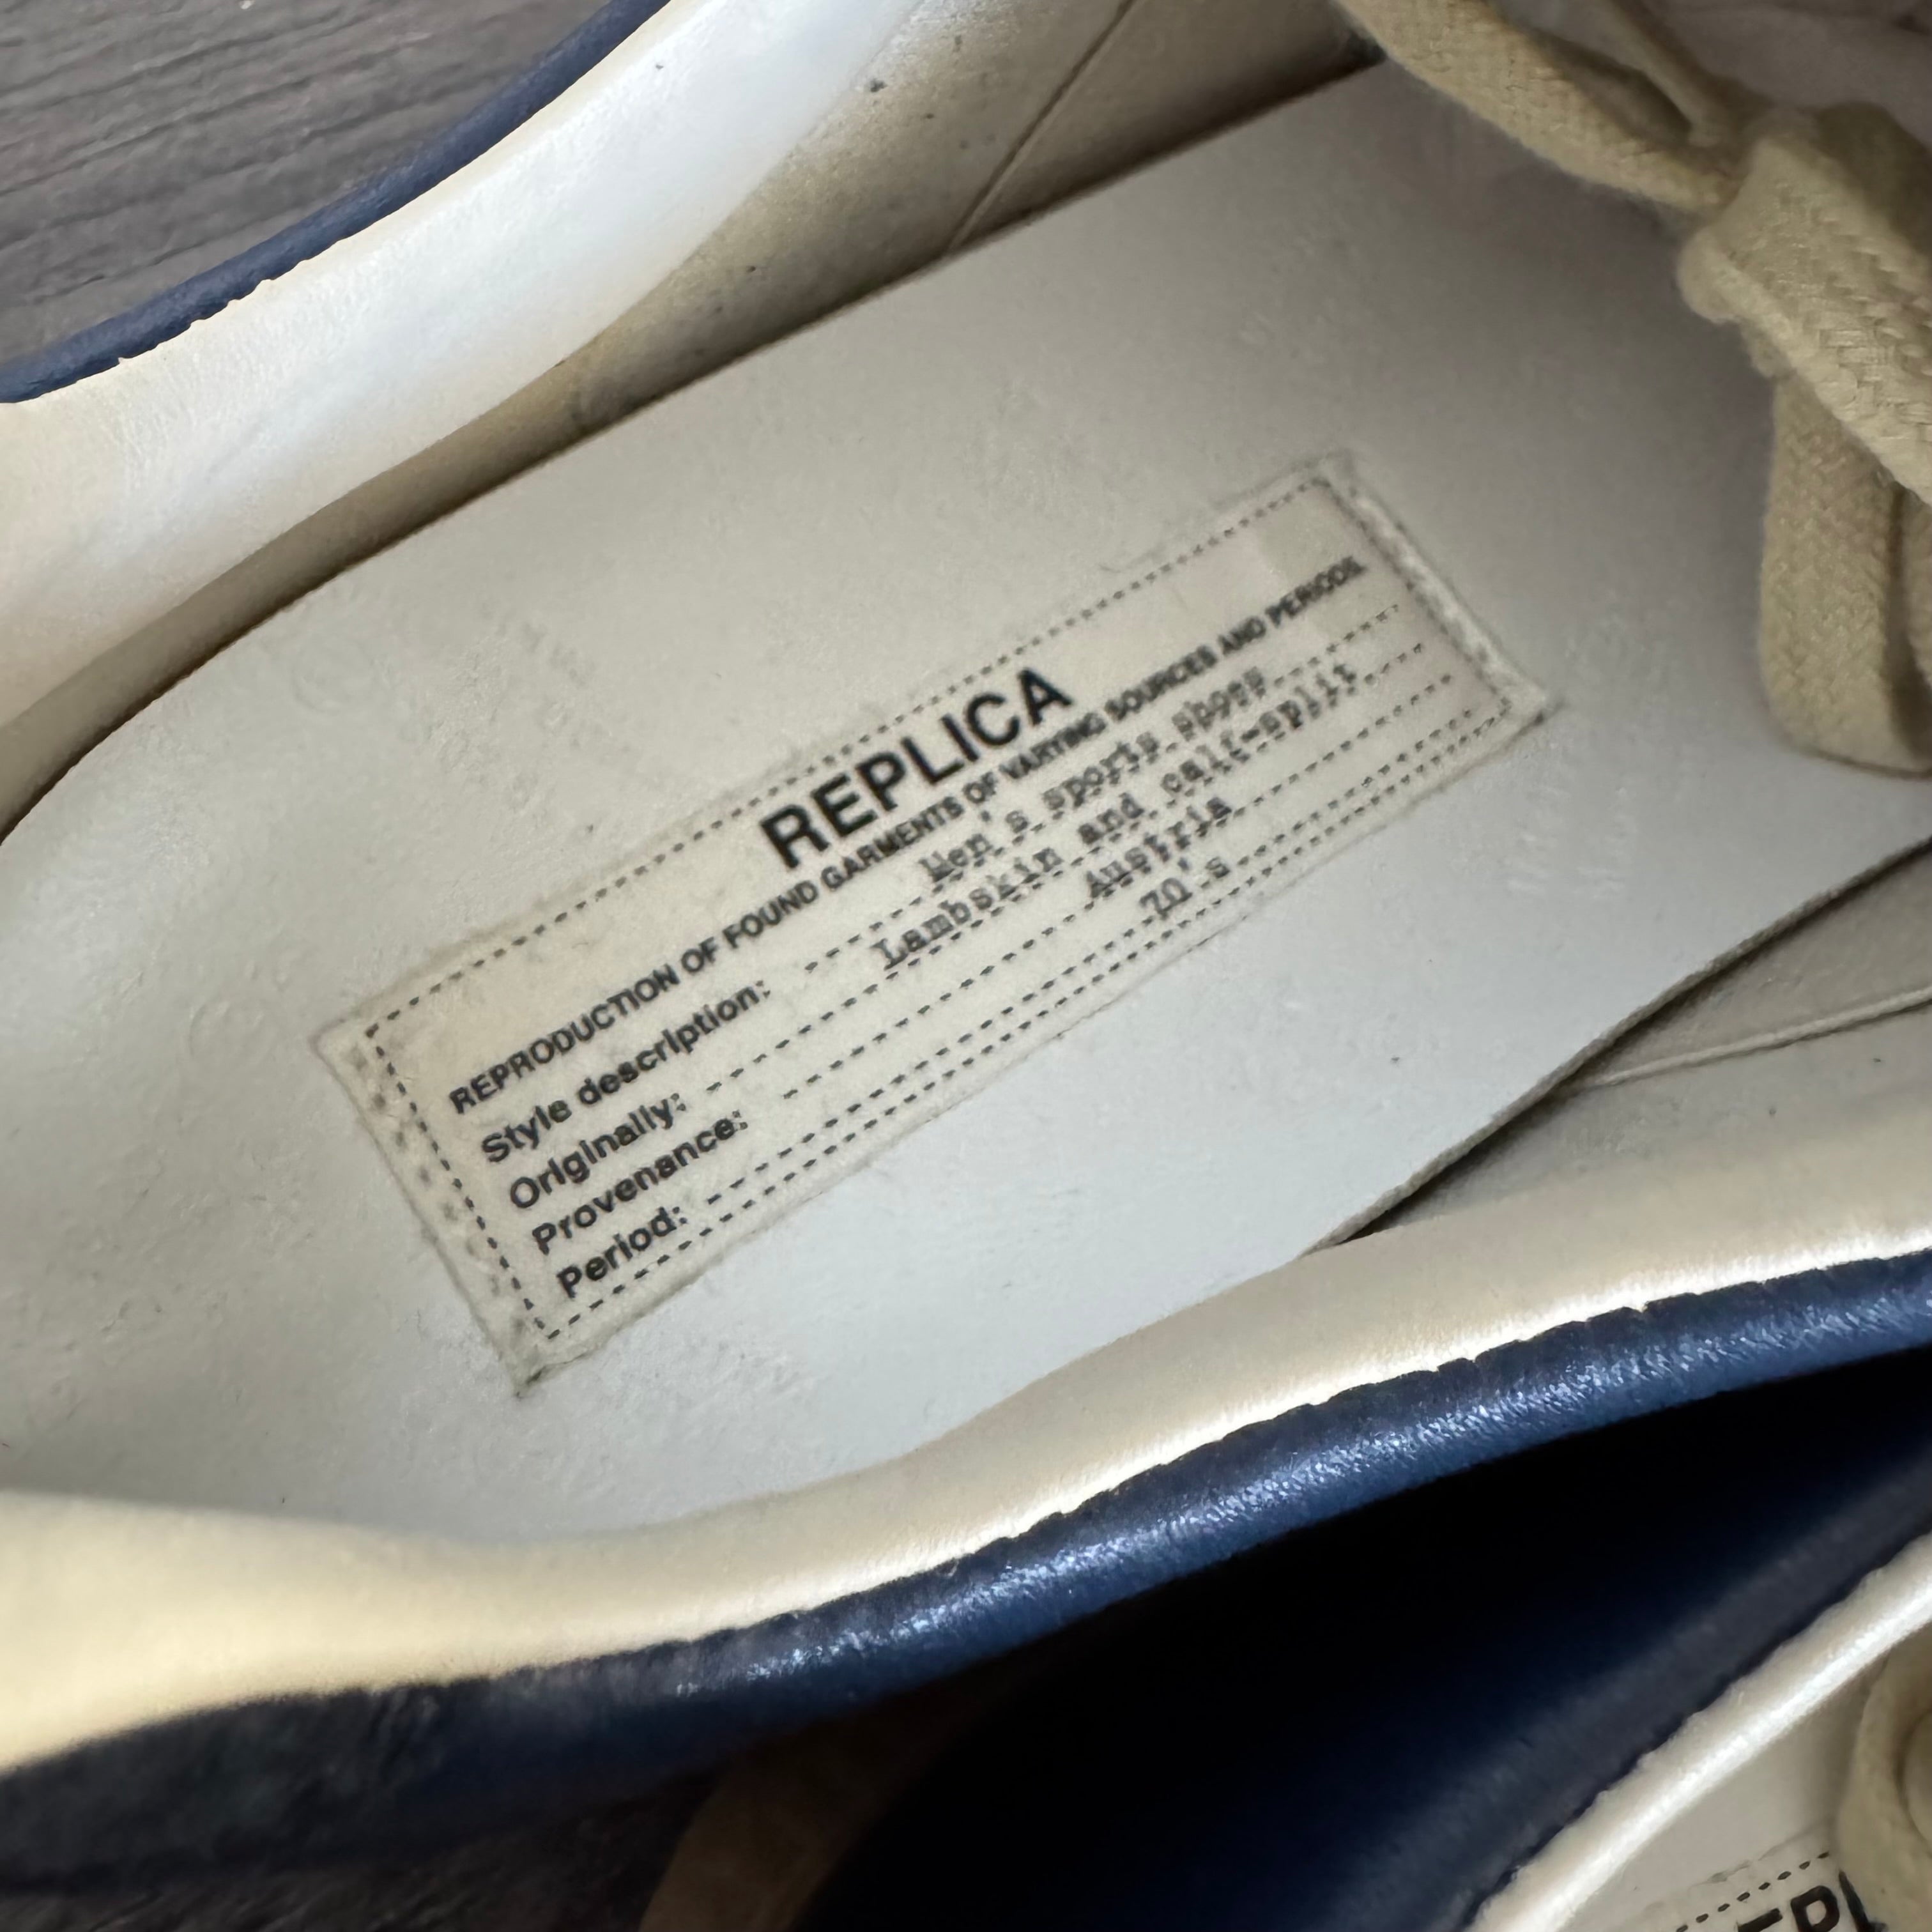 REPLICA
REPRODUCTION OF FOUND GARMENTS OF VARYING SOURCES AND PERIODS.
Style description: Men's sports shoes
Originally: Lambskin and calf-split
Provenance: Austria
Period: 70's